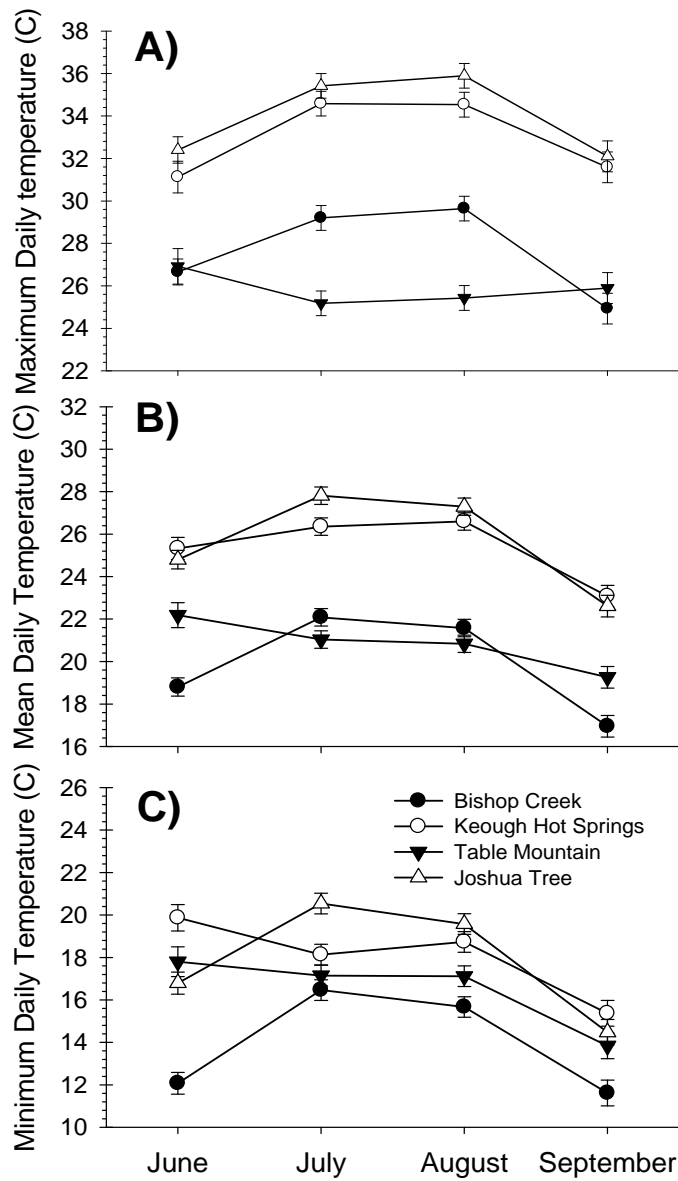 A)
Maximum Daily temperature (C)
36
34
32
30
28
26
24
22
B)
Mean Daily Temperature (C)
32
30
28
26
24
22
20
18
16
C)
Minimum Daily Temperature (C)
26
24
22
20
18
16
14
12
10
Bishop Creek
Keough Hot Springs
Table Mountain
Joshua Tree
June July August September